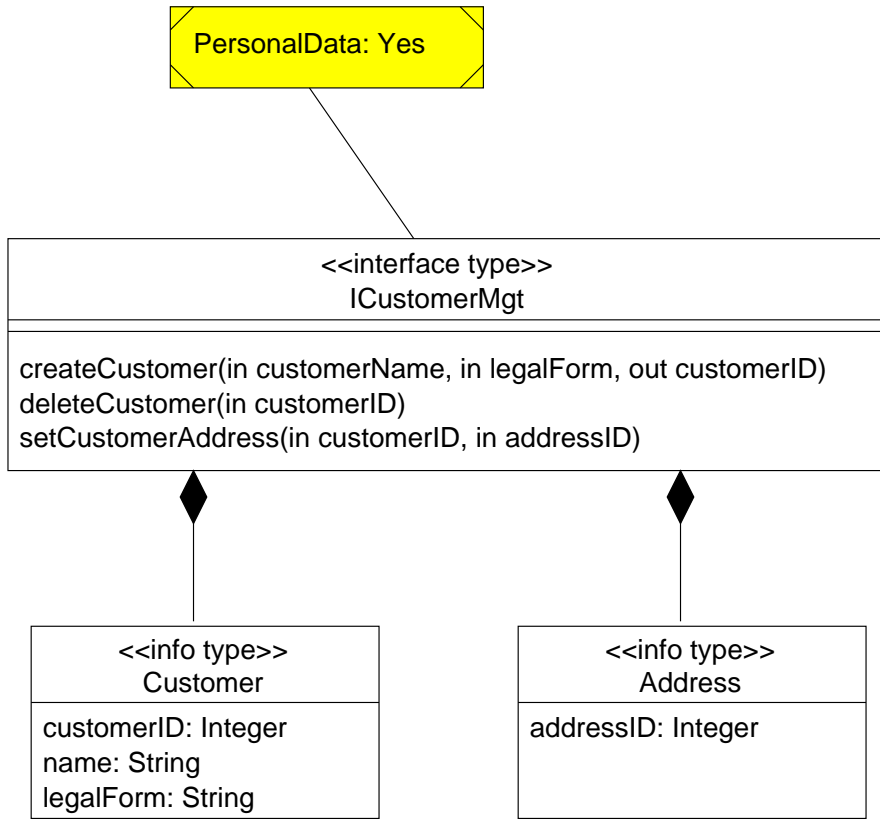 PersonalData: Yes
<<interface type>>
ICustomerMgt
createCustomer(in customerName, in legalForm, out customerID)
deleteCustomer(in customerID)
setCustomerAddress(in customerID, in addressID)
<<info type>>
Customer
customerID: Integer
name: String
legalForm: String
<<info type>>
Address
addressID: Integer